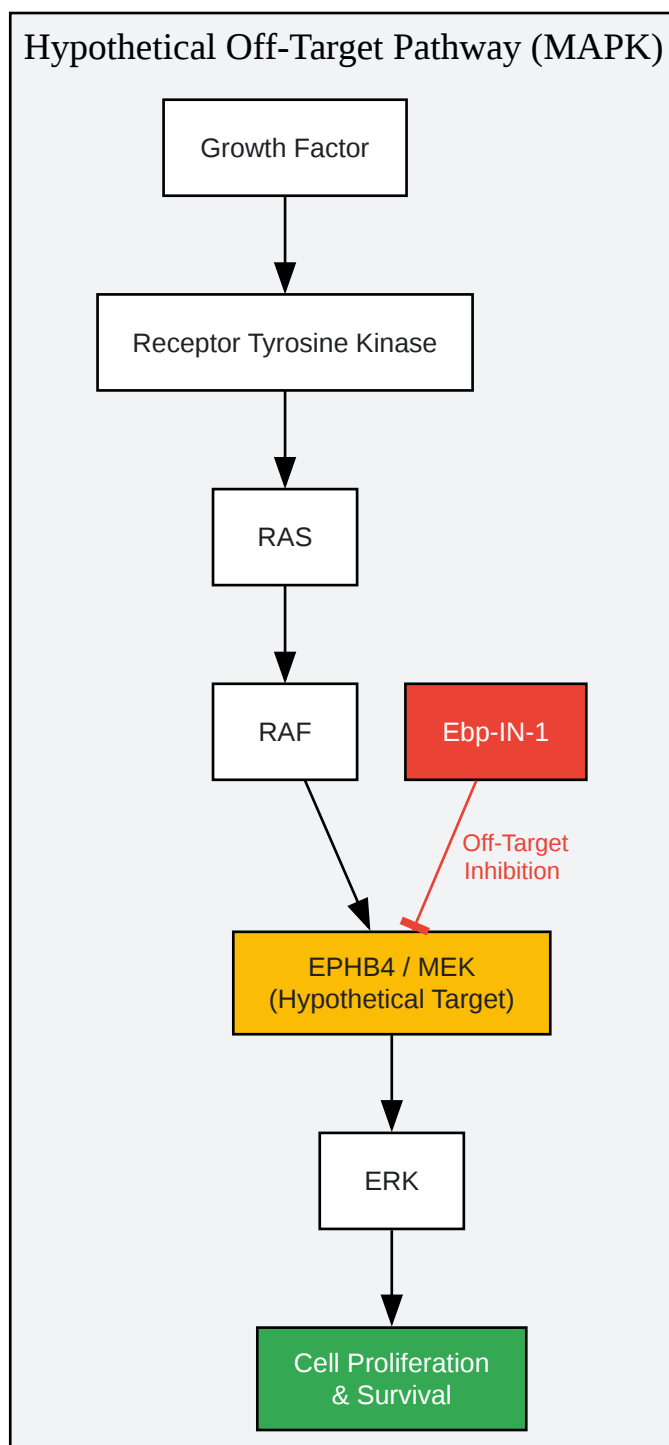 Hypothetical Off-Target Pathway (MAPK)
Growth Factor
Receptor Tyrosine Kinase
RAS
RAF
Ebp-IN-1
Off-Target
Inhibition
EPHB4 / MEK
(Hypothetical Target)
ERK
Cell Proliferation
& Survival